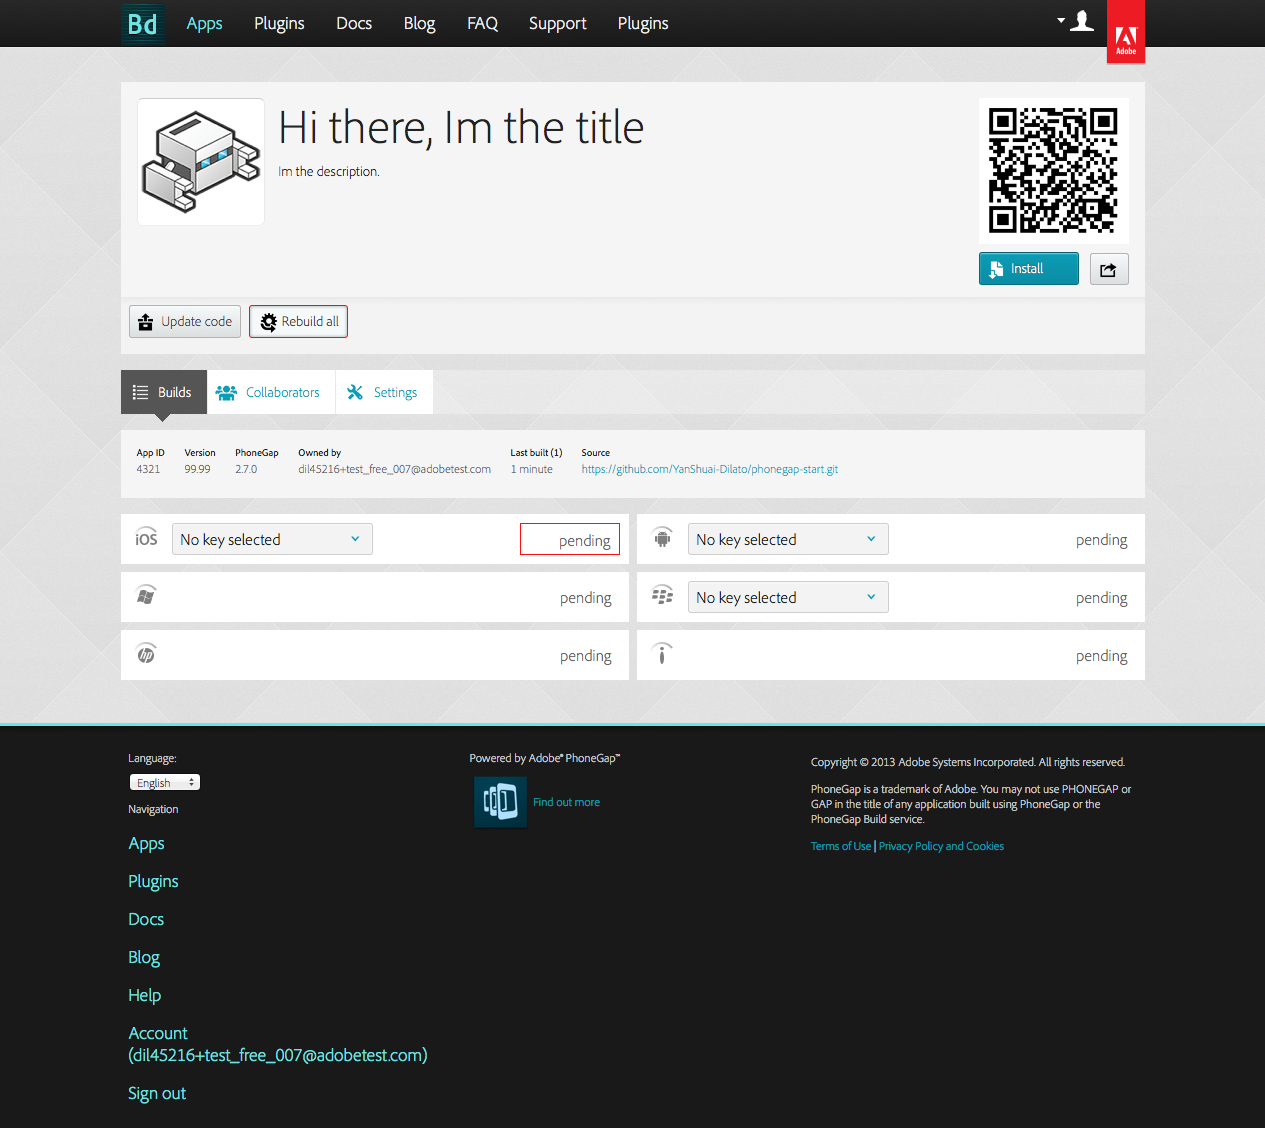 Bd Apps Plugins Docs Blog FAQ Support Plugins
Adobe
Hi there, Im the title
Im the description.
Install
Update code Rebuild all
Builds Collaborators Settings
App ID Version PhoneGap Owned by Last built (1) Source
4321 99.99 2.7.0 dil45216+test_free_007@adobetest.com 1 minute https://github.com/YanShuai-Dilato/phonegap-start.git
iOS No key selected pending
No key selected pending
pending
No key selected pending
hp pending
pending
Language:
English
Navigation
Apps
Plugins
Docs
Blog
Help
Account
(dil45216+test_free_007@adobetest.com)
Sign out
Powered by Adobe® PhoneGap™
Find out more
Copyright © 2013 Adobe Systems Incorporated. All rights reserved.
PhoneGap is a trademark of Adobe. You may not use PHONEGAP or
GAP in the title of any application built using PhoneGap or the
PhoneGap Build service.
Terms of Use | Privacy Policy and Cookies